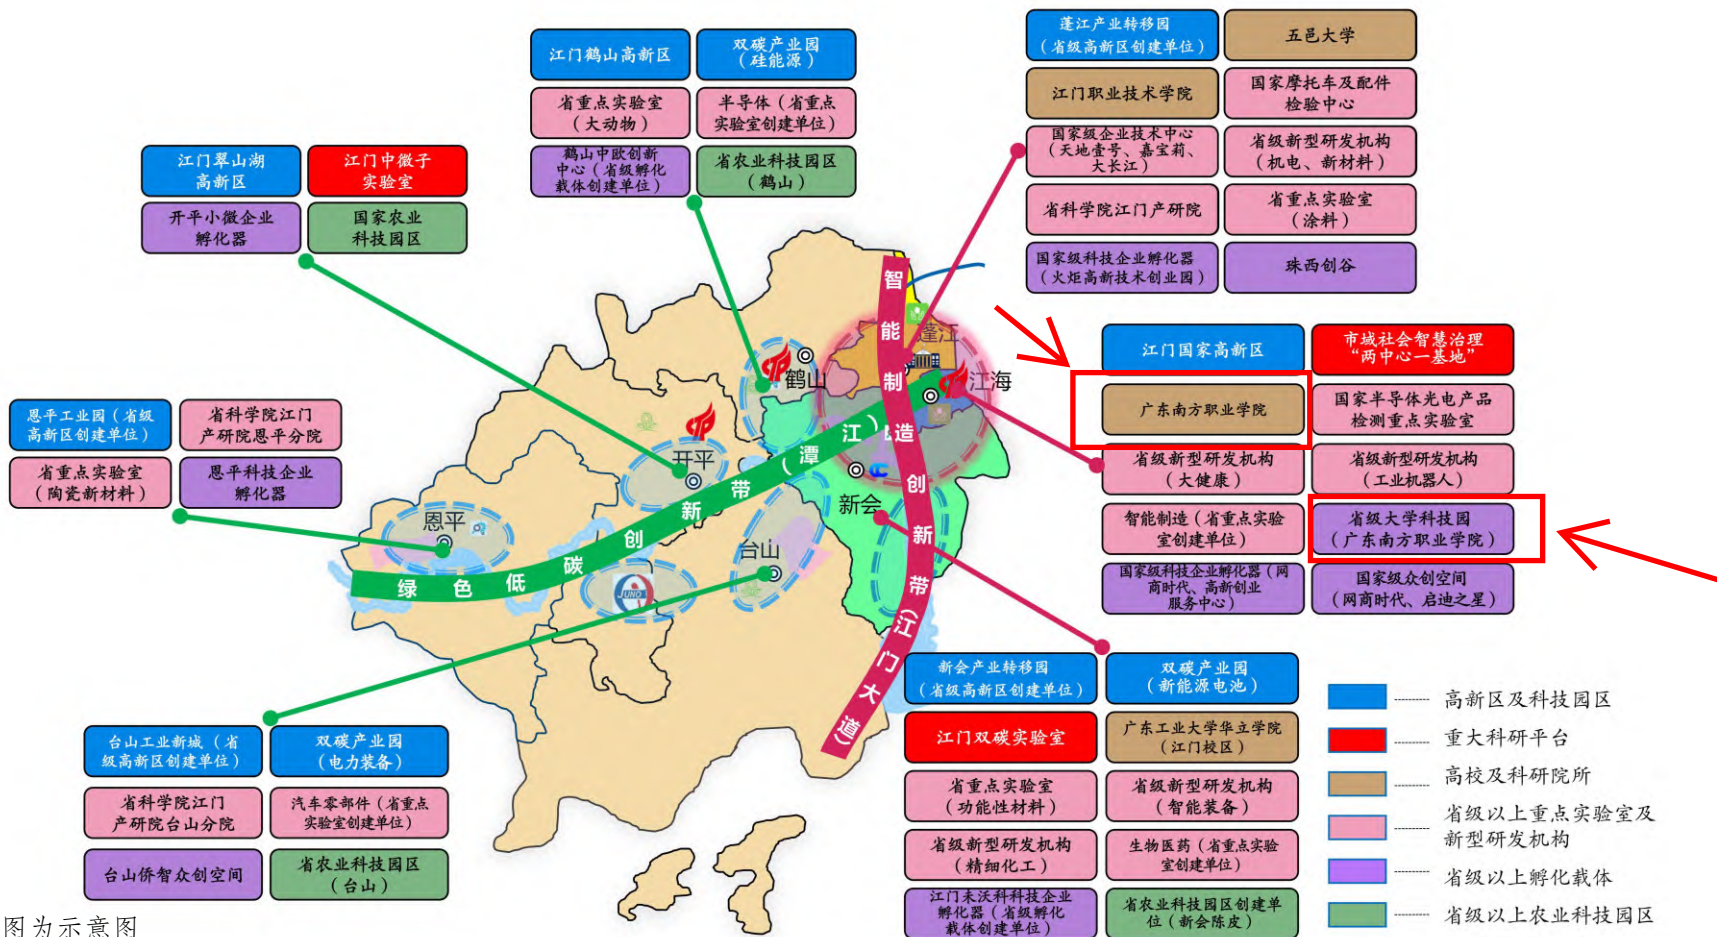 江门鹤山高新区
双碳产业园
(硅能源)
省重点实验室
(大动物)
半导体(省重点
实验室创建单位)
鹤山中欧创新
中心(省级孵化
载体创建单位)
省农业科技园区
(鹤山)
蓬江产业转移园
(省级高新区创建单位)
五邑大学
江门职业技术学院
国家摩托车及配件
检验中心
国家级企业技术中心
(天地壹号、嘉宝莉、
大长江)
省级新型研发机构
(机电、新材料)
省科学院江门产研院
省重点实验室
(涂料)
国家级科技企业孵化器
(火炬高新技术创业园)
珠西创谷
江门翠山湖
高新区
江门中微子
实验室
开平小微企业
孵化器
国家农业
科技园区
江门国家高新区
市域社会智慧治理
“两中心一基地”
广东南方职业学院
国家半导体光电产品
检测重点实验室
省级新型研发机构
(大健康)
省级新型研发机构
(工业机器人)
智能制造(省重点实验
室创建单位)
省级大学科技园
(广东南方职业学院)
国家级科技企业孵化器(网
商时代、高新创业
服务中心)
国家级众创空间
(网商时代、启迪之星)
恩平工业园(省级
高新区创建单位)
省科学院江门
产研院恩平分院
省重点实验室
(陶瓷新材料)
恩平科技企业
孵化器
蓬江
江海
鹤山
开平
新会
恩平
台山
JUNO
智能制造创新带(江门大道)
绿色低碳创新带(潭江)
台山工业新城(省
级高新区创建单位)
双碳产业园
(电力装备)
省科学院江门
产研院台山分院
汽车零部件(省重点
实验室创建单位)
台山侨智众创空间
省农业科技园区
(台山)
新会产业转移园
(省级高新区创建单位)
双碳产业园
(新能源电池)
江门双碳实验室
广东工业大学华立学院
(江门校区)
省重点实验室
(功能性材料)
省级新型研发机构
(智能装备)
省级新型研发机构
(精细化工)
生物医药(省重点实验
室创建单位)
江门未沃科科技企业
孵化器(省级孵化
载体创建单位)
省农业科技园区创建单
位(新会陈皮)
高新区及科技园区
重大科研平台
高校及科研院所
省级以上重点实验室及
新型研发机构
省级以上孵化载体
省级以上农业科技园区
图为示意图